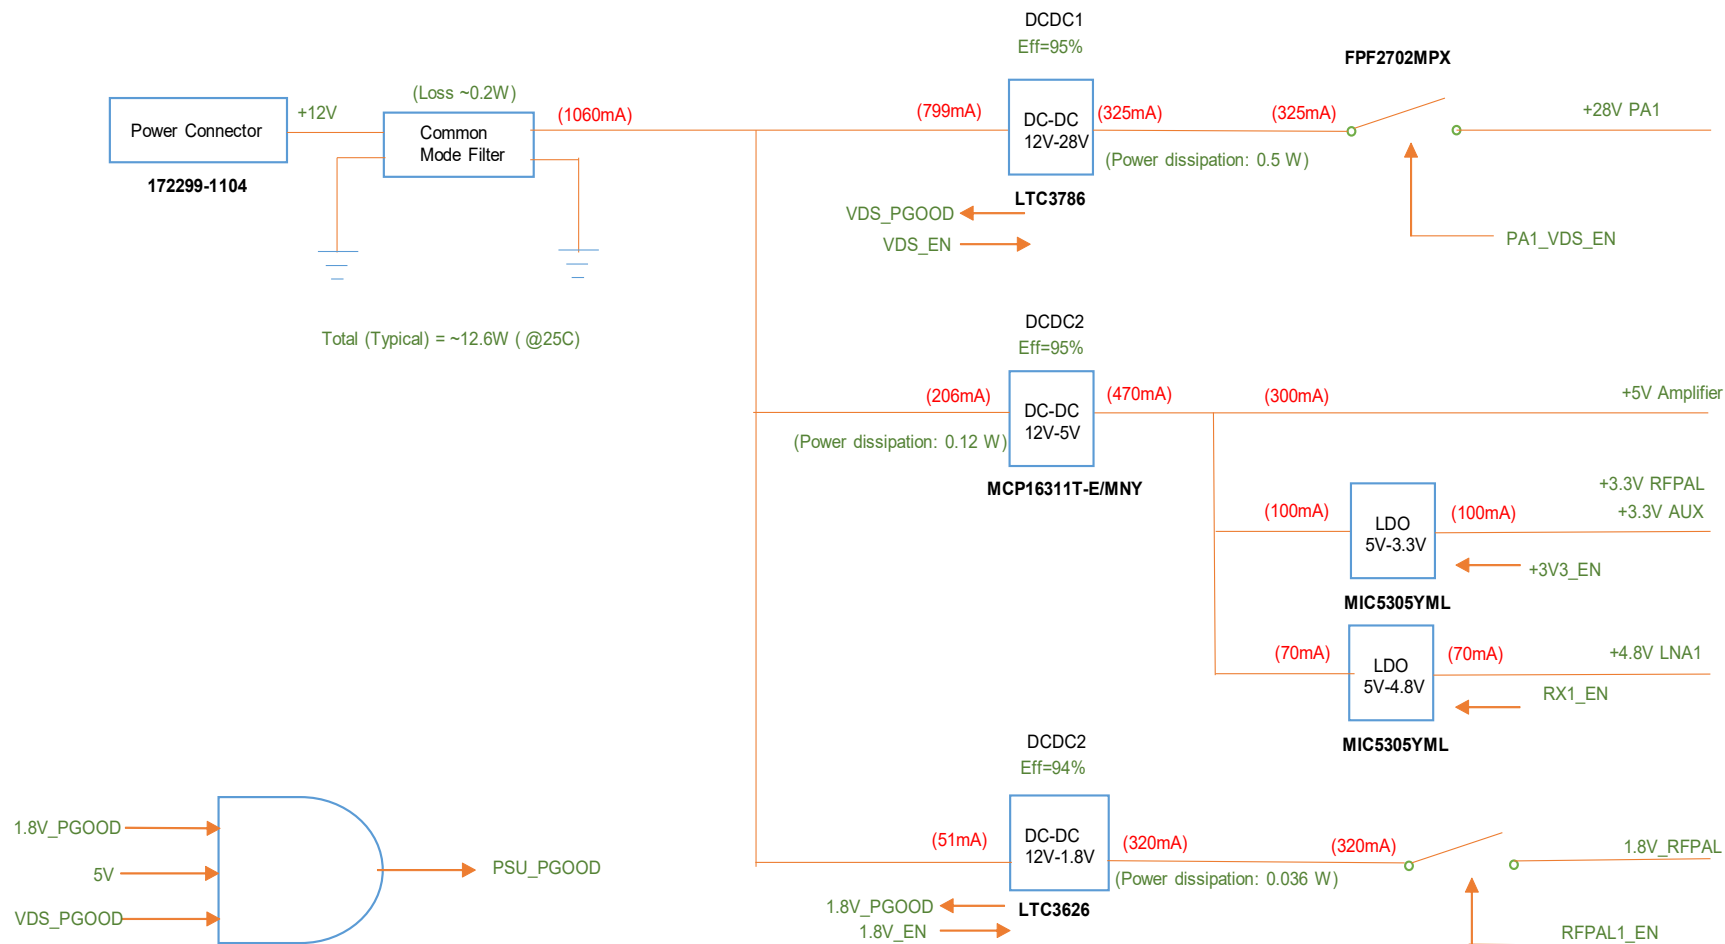 DCDC1
Eff=95%
FPF2702MPX
(Loss ~0.2W)
Power Connector
+12V
Common
Mode Filter
(1060mA)
(799mA)
DC-DC
12V-28V
(325mA)
(325mA)
+28V PA1
(Power dissipation: 0.5 W)
172299-1104
LTC3786
VDS_PGOOD
VDS_EN
PA1_VDS_EN
Total (Typical) = ~12.6W ( @25C)
DCDC2
Eff=95%
(206mA)
DC-DC
12V-5V
(470mA)
(300mA)
+5V Amplifier
(Power dissipation: 0.12 W)
MCP16311T-E/MNY
+3.3V RFPAL
+3.3V AUX
(100mA)
LDO
5V-3.3V
(100mA)
+3V3_EN
MIC5305YML
(70mA)
LDO
5V-4.8V
(70mA)
+4.8V LNA1
RX1_EN
MIC5305YML
DCDC2
Eff=94%
(51mA)
DC-DC
12V-1.8V
(320mA)
(320mA)
1.8V_RFPAL
(Power dissipation: 0.036 W)
LTC3626
1.8V_PGOOD
1.8V_EN
RFPAL1_EN
1.8V_PGOOD
5V
VDS_PGOOD
PSU_PGOOD